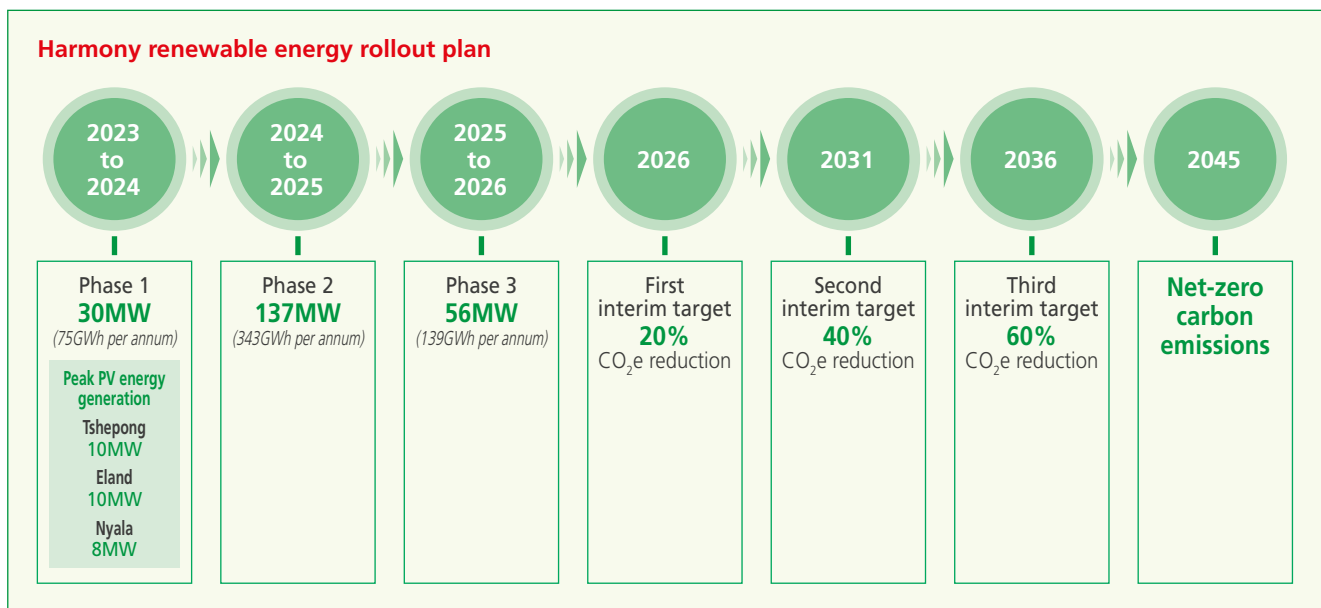 Harmony renewable energy rollout plan
2023
to
2024
2024
to
2025
2025
to
2026
2026
2031
2036
2045
Phase 1
30MW
(75GWh per annum)
Peak PV energy
generation
Tshepong
10MW
Eland
10MW
Nyala
8MW
Phase 2
137MW
(343GWh per annum)
Phase 3
56MW
(139GWh per annum)
First
interim target
20%
CO₂e reduction
Second
interim target
40%
CO₂e reduction
Third
interim target
60%
CO₂e reduction
Net-zero
carbon
emissions